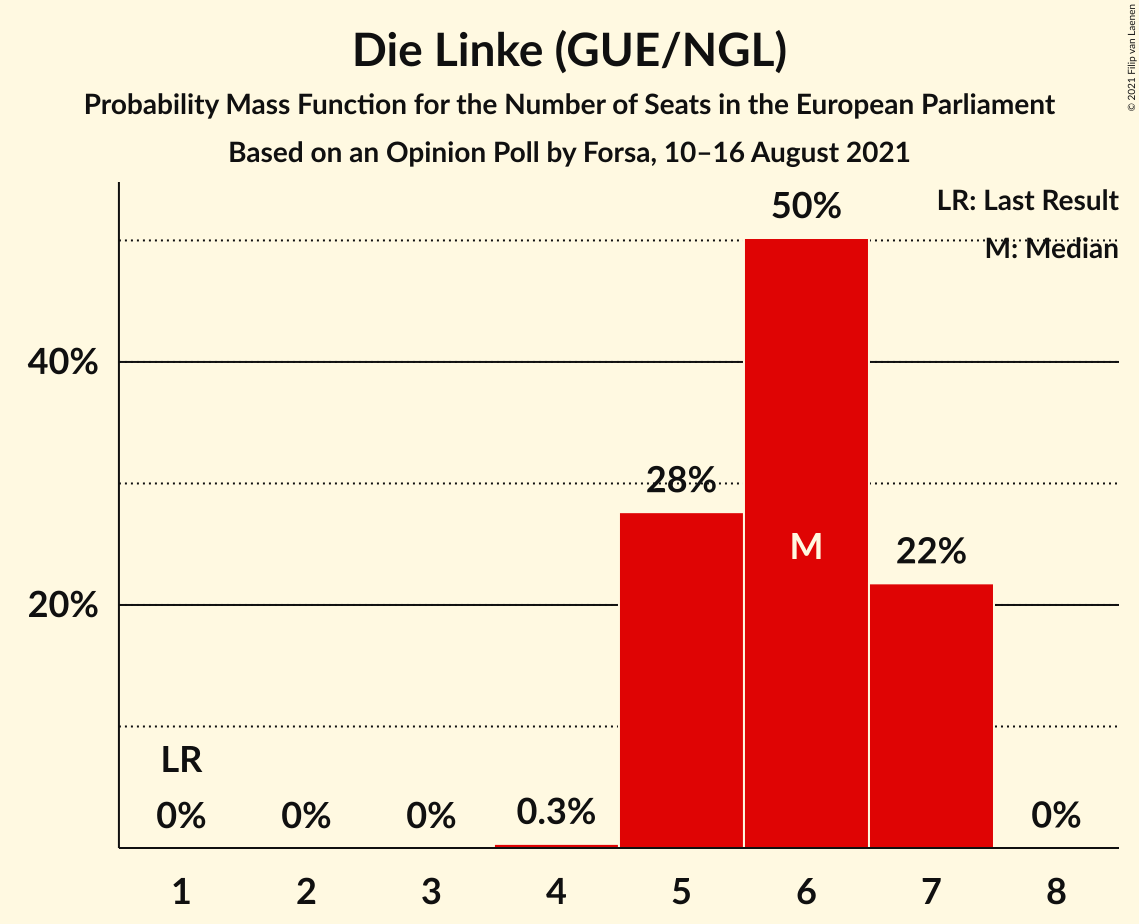 Die Linke (GUE/NGL)
Probability Mass Function for the Number of Seats in the European Parliament
Based on an Opinion Poll by Forsa, 10–16 August 2021
© 2021 Filip van Laenen
LR: Last Result
M: Median
50%
40%
28%
M
22%
20%
LR
0%
0%
0%
0.3%
0%
1
2
3
4
5
6
7
8